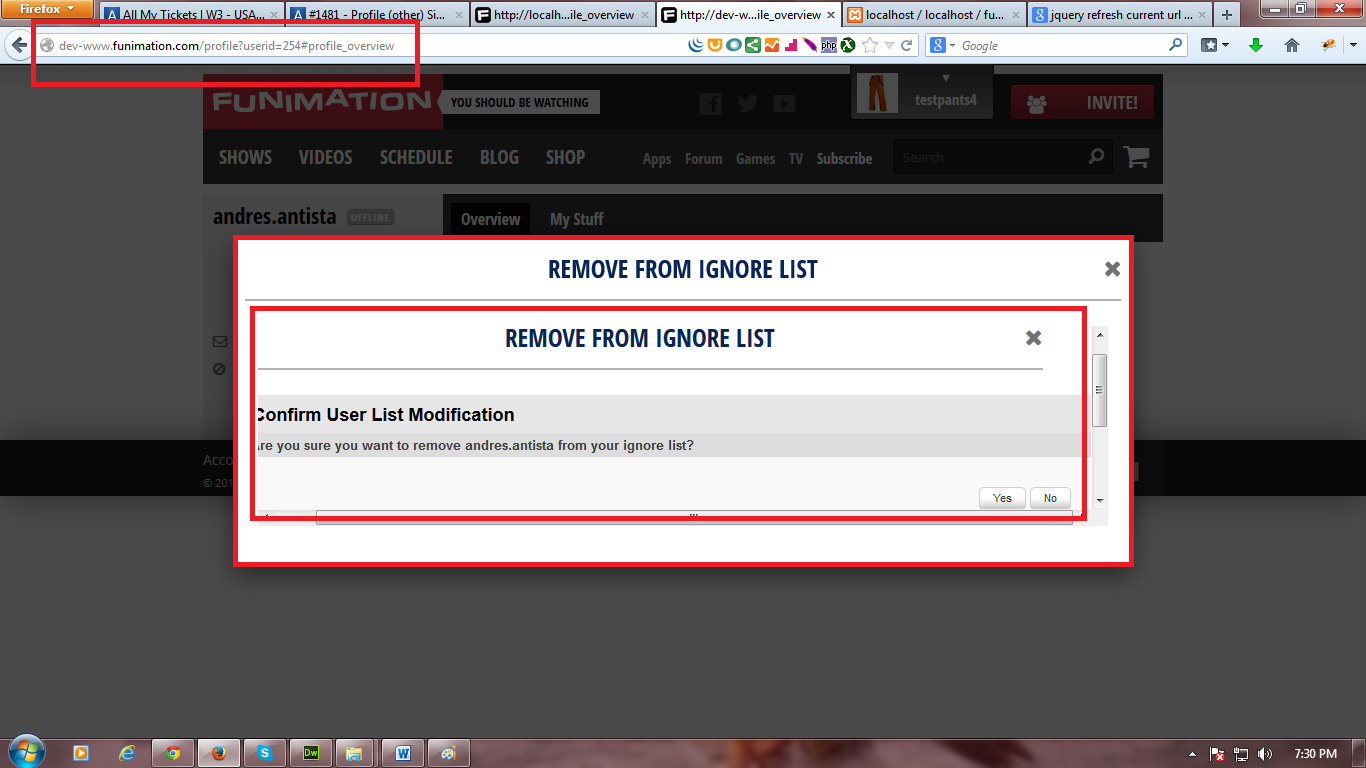 Firefox
All My Tickets | W3 - USA...
#1481 - Profile (other) Si...
http://localh...ile_overview
http://dev-w...ile_overview
localhost / localhost / fu...
jquery refresh current url ...
dev-www.funimation.com/profile?userid=254#profile_overview
php
Google
FUNIMATION
YOU SHOULD BE WATCHING
testpants4
INVITE!
SHOWS VIDEOS SCHEDULE BLOG SHOP
Apps Forum Games TV Subscribe
Search
andres.antista OFFLINE
Overview My Stuff
REMOVE FROM IGNORE LIST
REMOVE FROM IGNORE LIST
Confirm User List Modification
Are you sure you want to remove andres.antista from your ignore list?
Yes No
Acco
© 201
7:30 PM